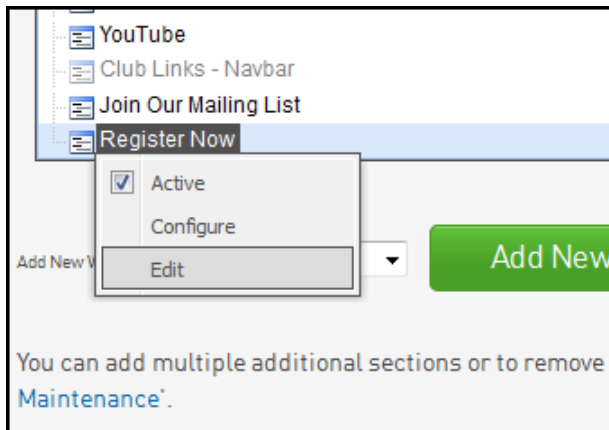 YouTube
Club Links - Navbar
Join Our Mailing List
Register Now
Active
Configure
Edit
Add New
Add New
You can add multiple additional sections or to remove
Maintenance".